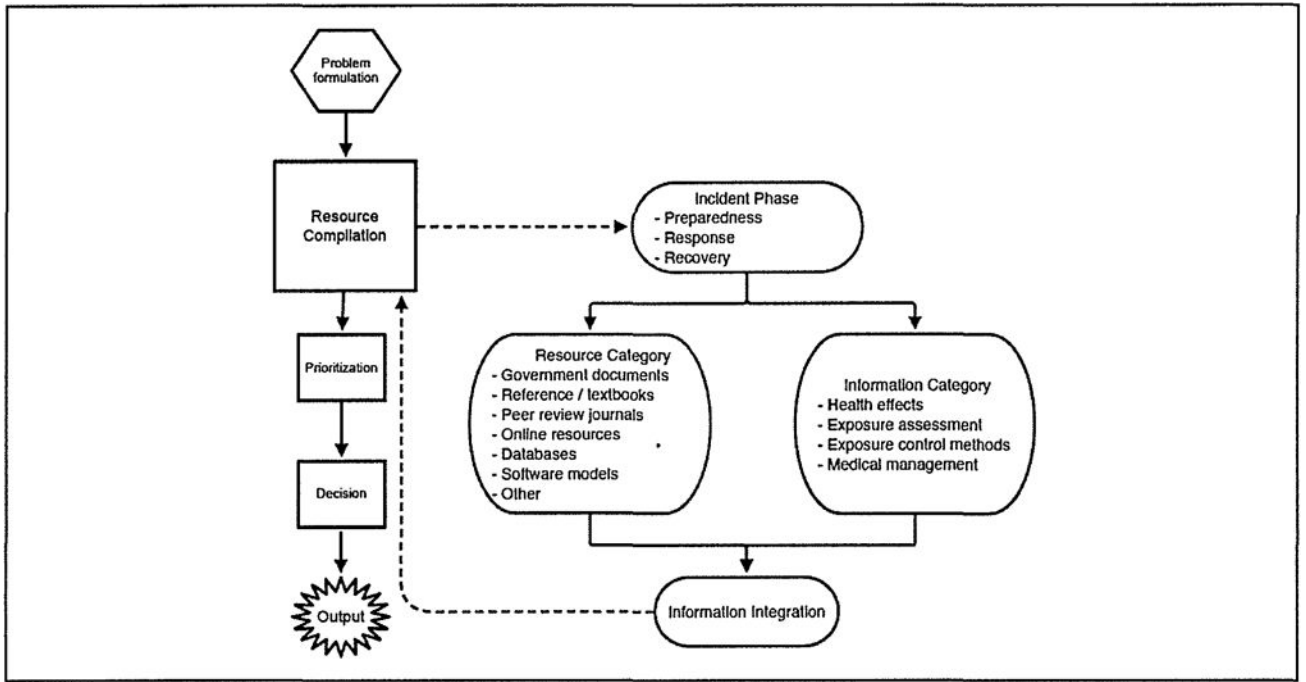 Problem
formulation
Resource
Compilation
Prioritization
Decision
Output
Incident Phase
- Preparedness
- Response
- Recovery
Resource Category
- Government documents
- Reference / textbooks
- Peer review journals
- Online resources
- Databases
- Software models
- Other
Information Category
- Health effects
- Exposure assessment
- Exposure control methods
- Medical management
Information Integration